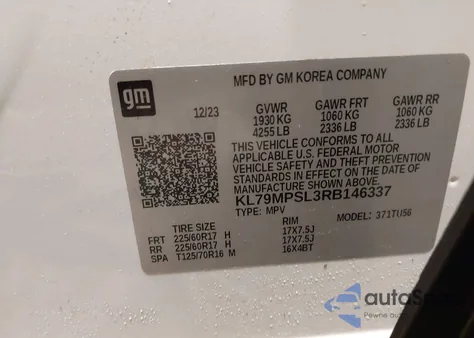 MFD BY GM KOREA COMPANY
gm
12/23
GVWR GAWR FRT GAWR RR
1930 KG 1060 KG 1060 KG
4255 LB 2336 LB 2336 LB
THIS VEHICLE CONFORMS TO ALL
APPLICABLE U.S. FEDERAL MOTOR
VEHICLE SAFETY AND THEFT PREVENTION
STANDARDS IN EFFECT ON THE DATE OF
MANUFACTURE SHOWN ABOVE.
KL79MPSL3RB146337
TYPE: MPV MODEL: 371TU56
TIRE SIZE RIM
FRT 225/60R17 H 17X7.5J
RR 225/60R17 H 17X7.5J
SPA T125/70R16 M 16X4BT